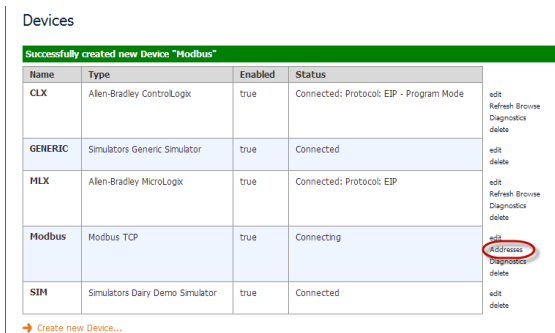 Devices
Successfully created new Device "Modbus"
Name Type Enabled Status
CLX Allen-Bradley ControlLogix true Connected: Protocol: EIP - Program Mode edit
Refresh Browse
Diagnostics
delete
GENERIC Simulators Generic Simulator true Connected edit
delete
MLX Allen-Bradley MicroLogix true Connected: Protocol: EIP edit
Refresh Browse
Diagnostics
delete
Modbus Modbus TCP true Connecting edit
Addresses
Diagnostics
delete
SIM Simulators Dairy Demo Simulator true Connected edit
delete
Create new Device...